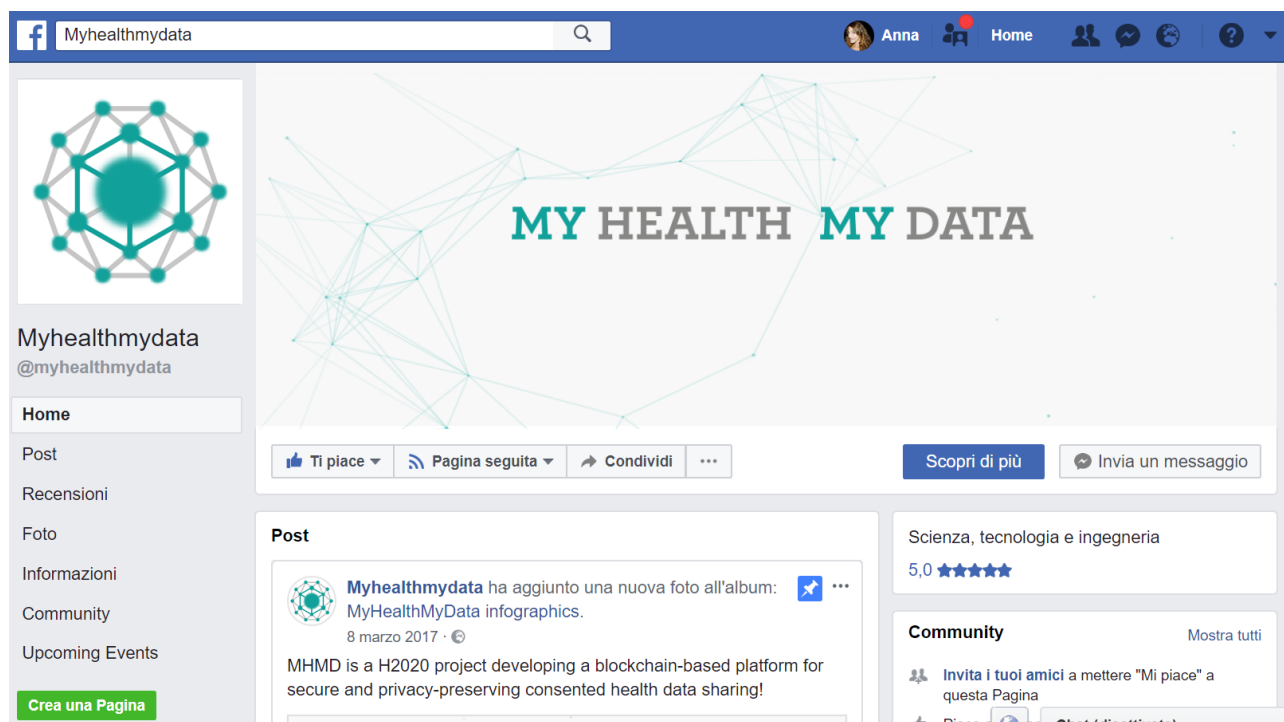 Myhealthmydata
Anna
Home
MY HEALTH MY DATA
Myhealthmydata
@myhealthmydata
Home
Post
Recensioni
Foto
Informazioni
Community
Upcoming Events
Crea una Pagina
Ti piace
Pagina seguita
Condividi
Scopri di più
Invia un messaggio
Post
Myhealthmydata ha aggiunto una nuova foto all'album:
MyHealthMyData infographics.
8 marzo 2017 ·
MHMD is a H2020 project developing a blockchain-based platform for
secure and privacy-preserving consented health data sharing!
Scienza, tecnologia e ingegneria
5,0
Community
Mostra tutti
Invita i tuoi amici a mettere "Mi piace" a
questa Pagina